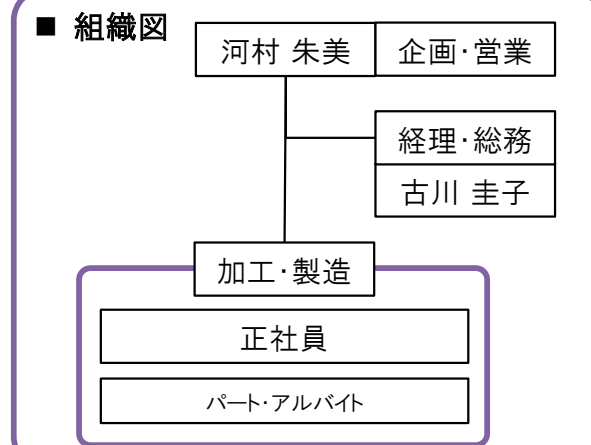 ■ 組織図
河村 朱美
企画・営業
経理・総務
古川 圭子
加工・製造
正社員
パート・アルバイト